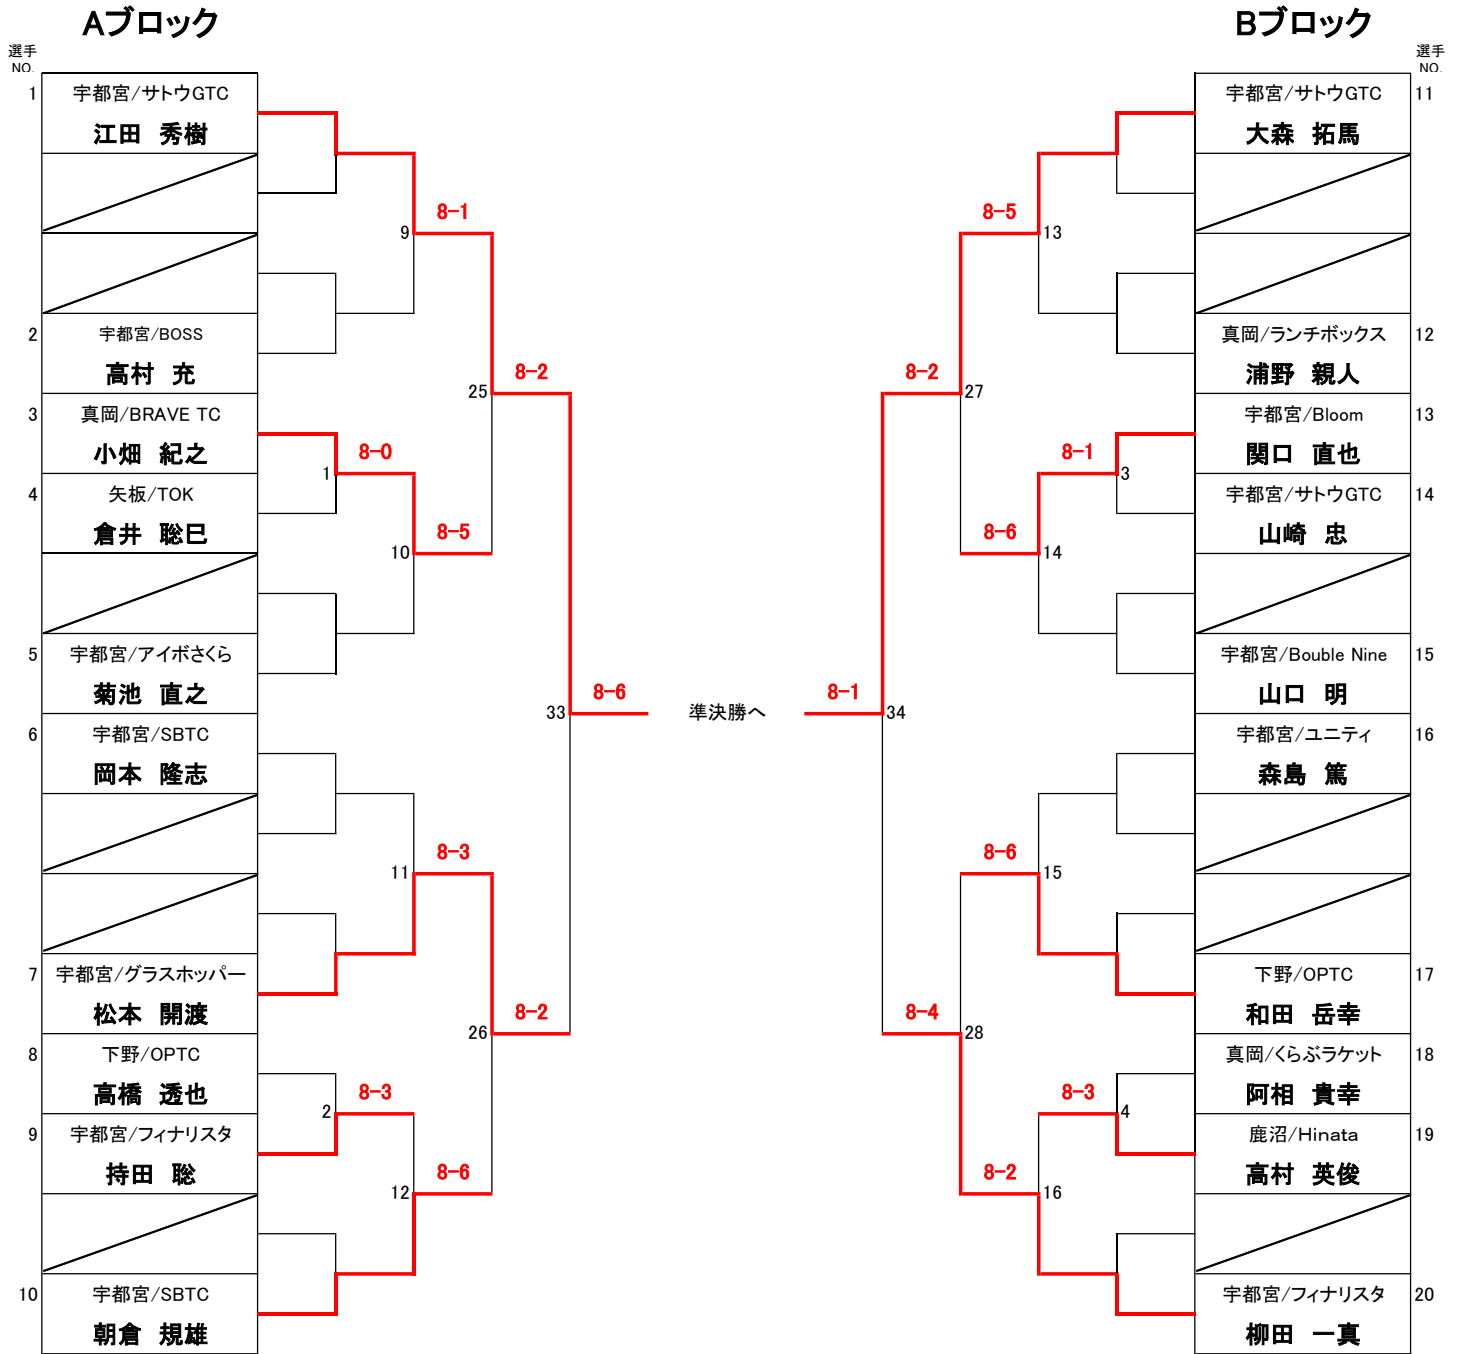 Aブロック
Bブロック
選手
NO.
選手
NO.
1
宇都宮/サトウGTC
江田 秀樹
2
宇都宮/BOSS
高村 充
3
真岡/BRAVE TC
小畑 紀之
4
矢板/TOK
倉井 聡巳
5
宇都宮/アイボさくら
菊池 直之
6
宇都宮/SBTC
岡本 隆志
7
宇都宮/グラスホッパー
松本 開渡
8
下野/OPTC
高橋 透也
9
宇都宮/フィナリスタ
持田 聡
10
宇都宮/SBTC
朝倉 規雄
8-1
9
8-2
25
8-0
1
8-5
10
8-6
33
準決勝へ
8-3
11
8-2
26
8-3
2
8-6
12
8-5
13
8-2
27
8-1
3
8-6
14
8-1
34
8-6
15
8-4
28
8-3
4
8-2
16
宇都宮/サトウGTC
11
大森 拓馬
真岡/ランチボックス
12
浦野 親人
宇都宮/Bloom
13
関口 直也
宇都宮/サトウGTC
14
山崎 忠
宇都宮/Bouble Nine
15
山口 明
宇都宮/ユニティ
16
森島 篤
下野/OPTC
17
和田 岳幸
真岡/くらぶラケット
18
阿相 貴幸
鹿沼/Hinata
19
高村 英俊
宇都宮/フィナリスタ
20
柳田 一真